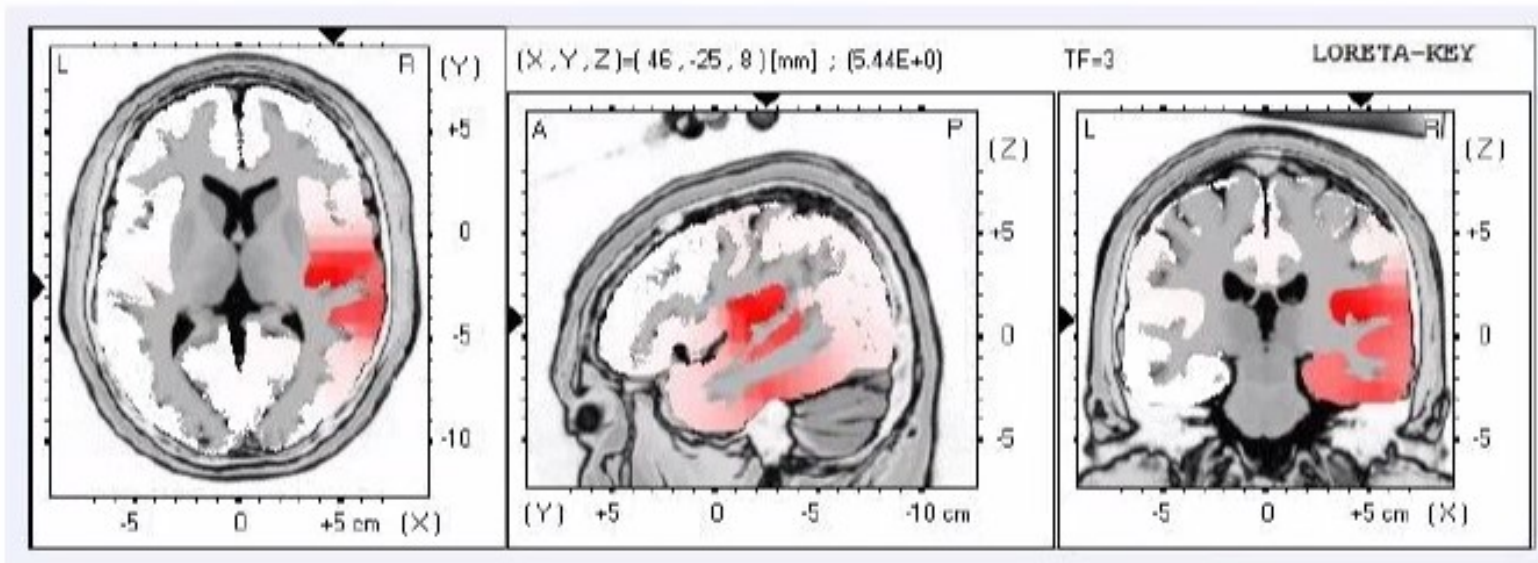 (X,Y,Z)=( 46 ,-25 , 8 )[mm] ; (5.44E+0) TF=3 LORETA-KEY
L R (Y)
+5
0
-5
-10
-5 0 +5 cm (X)
A P (Z)
+5
0
-5
(Y) +5 0 -5 -10 cm
L R (Z)
+5
0
-5
-5 0 +5 cm (X)